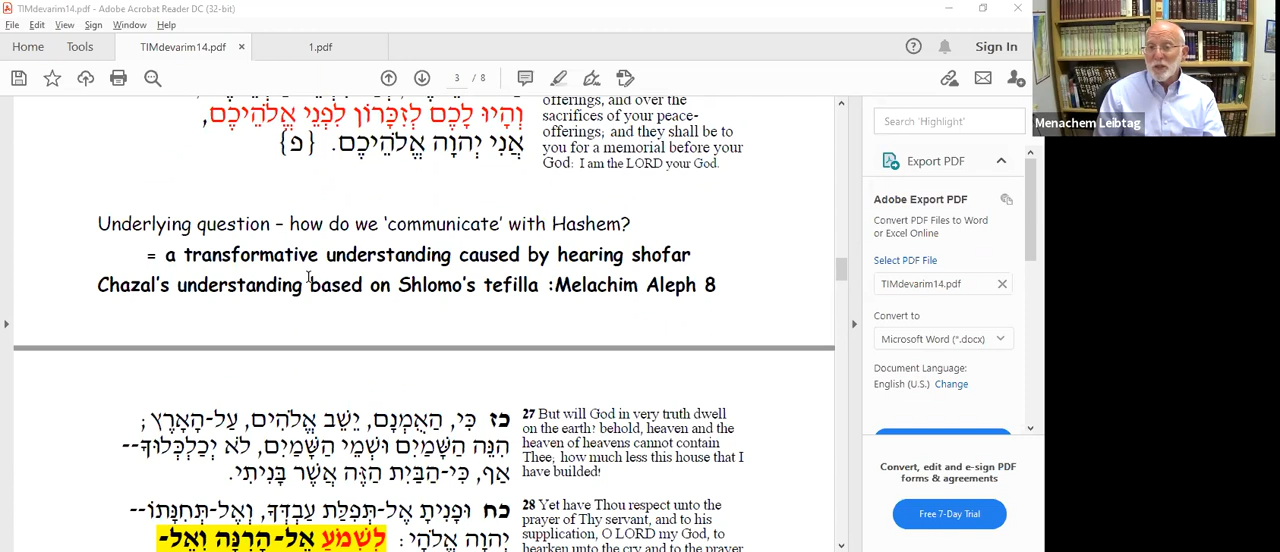 TIMdevarim14.pdf - Adobe Acrobat Reader DC (32-bit)
File Edit View Sign Window Help
Home Tools TIMdevarim14.pdf × 1.pdf Sign In
3 / 8
offerings, and over the
sacrifices of your peace-
offerings; and they shall be to
you for a memorial before your
God: I am the LORD your God.
וְהָיוּ לָכֶם לְזִכָּרוֹן לִפְנֵי אֱלֹהֵיכֶם,
אֲנִי יְהוָה אֱלֹהֵיכֶם. {פ}
Underlying question – how do we ‘communicate’ with Hashem?
= a transformative understanding caused by hearing shofar
Chazal’s understanding based on Shlomo’s tefilla :Melachim Aleph 8
כז כִּי, הַאֻמְנָם, יֵשֵׁב אֱלֹהִים, עַל-הָאָרֶץ;
הִנֵּה הַשָּׁמַיִם וּשְׁמֵי הַשָּׁמַיִם, לֹא יְכַלְכְּלוּךָ--
אַף, כִּי-הַבַּיִת הַזֶּה אֲשֶׁר בָּנִיתִי.
27 But will God in very truth dwell
on the earth? behold, heaven and the
heaven of heavens cannot contain
Thee; how much less this house that I
have builded!
כח וּפָנִיתָ אֶל-תְּפִלַּת עַבְדְּךָ, וְאֶל-תְּחִנָּתוֹ--
יְהוָה אֱלֹהָי: לִשְׁמֹעַ אֶל-הָרִנָּה וְאֶל-
28 Yet have Thou respect unto the
prayer of Thy servant, and to his
supplication, O LORD my God, to
hearken unto the cry and to the prayer
Search 'Highlight'
Export PDF
Adobe Export PDF
Convert PDF Files to Word
or Excel Online
Select PDF File
TIMdevarim14.pdf ×
Convert to
Microsoft Word (*.docx)
Document Language:
English (U.S.) Change
Convert, edit and e-sign PDF
forms & agreements
Free 7-Day Trial
Menachem Leibtag